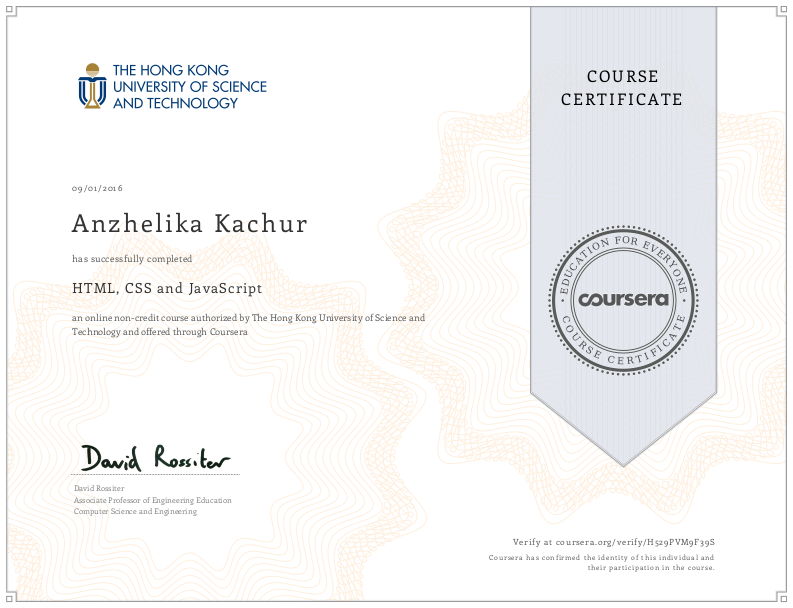 THE HONG KONG
UNIVERSITY OF SCIENCE
AND TECHNOLOGY
COURSE
CERTIFICATE
09/01/2016
Anzhelika Kachur
has successfully completed
HTML, CSS and JavaScript
an online non-credit course authorized by The Hong Kong University of Science and
Technology and offered through Coursera
EDUCATION FOR EVERYONE
coursera
COURSE CERTIFICATE
David Rossiter
David Rossiter
Associate Professor of Engineering Education
Computer Science and Engineering
Verify at coursera.org/verify/H529PVM9F39S
Coursera has confirmed the identity of this individual and
their participation in the course.